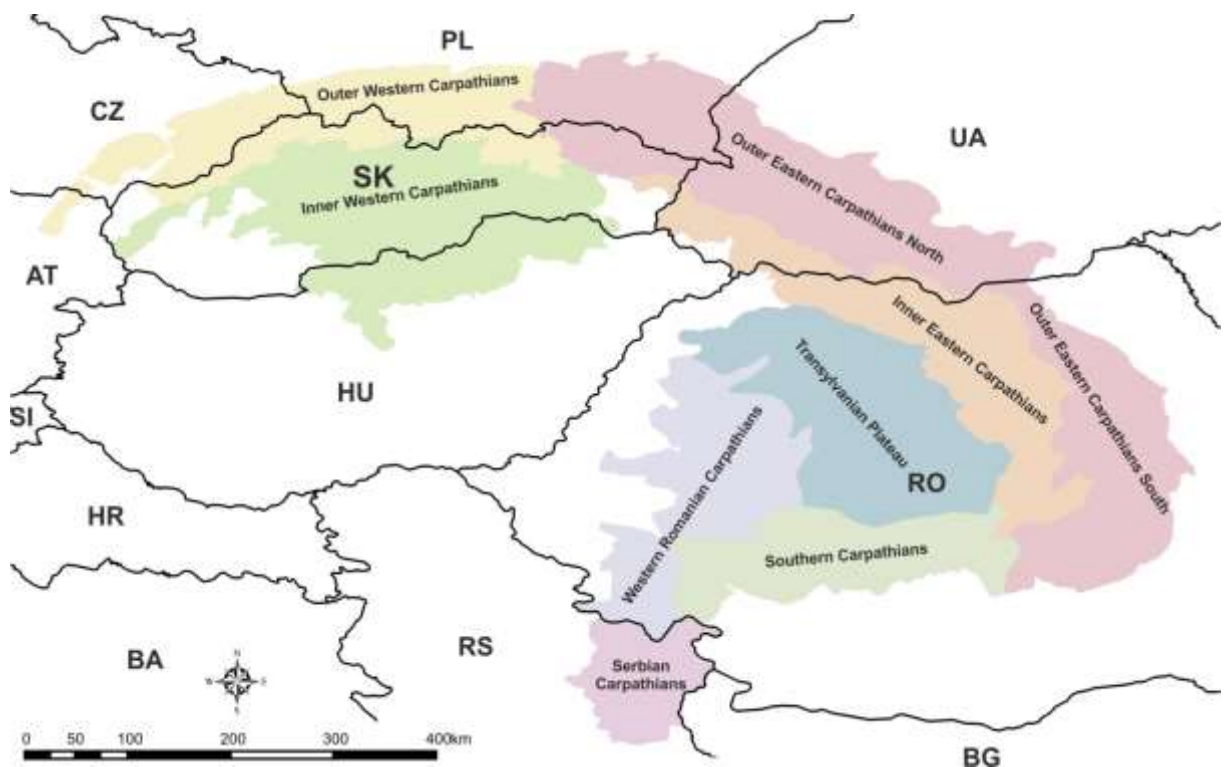 PL
CZ
Outer Western Carpathians
UA
SK
Inner Western Carpathians
Outer Eastern Carpathians North
AT
Inner Eastern Carpathians
Outer Eastern Carpathians South
Transylvanian Plateau
HU
SI
RO
Western Romanian Carpathians
HR
Southern Carpathians
BA
RS
Serbian
Carpathians
N
W
S
0 50 100 200 300 400km
BG